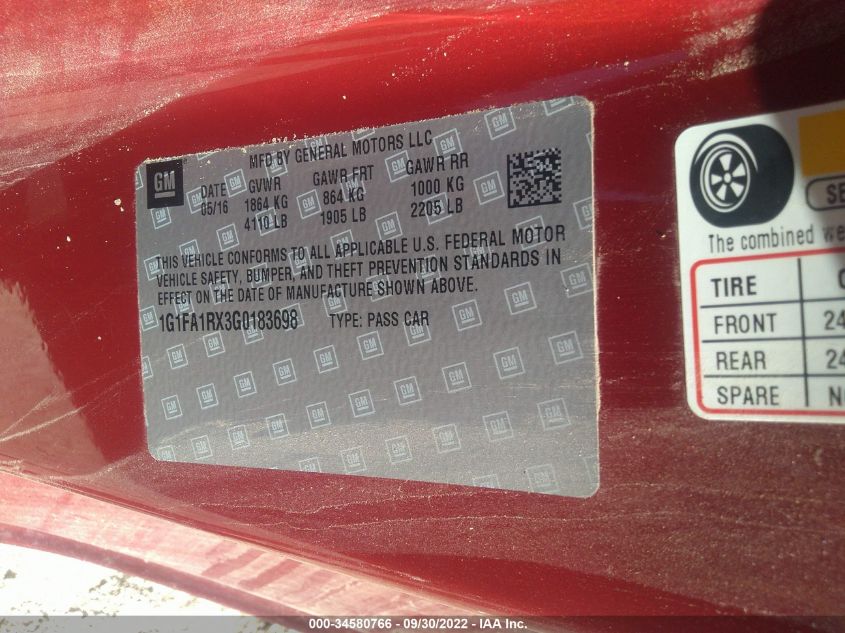 GM
MFD BY GENERAL MOTORS LLC
DATE GVWR GAWR FRT GAWR RR
05/16 1864 KG 864 KG 1000 KG
4110 LB 1905 LB 2205 LB
THIS VEHICLE CONFORMS TO ALL APPLICABLE U.S. FEDERAL MOTOR
VEHICLE SAFETY, BUMPER, AND THEFT PREVENTION STANDARDS IN
EFFECT ON THE DATE OF MANUFACTURE SHOWN ABOVE.
1G1FA1RX3G0183698 TYPE: PASS CAR
SE
The combined we
TIRE
FRONT 24
REAR 24
SPARE
000-34580766 - 09/30/2022 - IAA Inc.